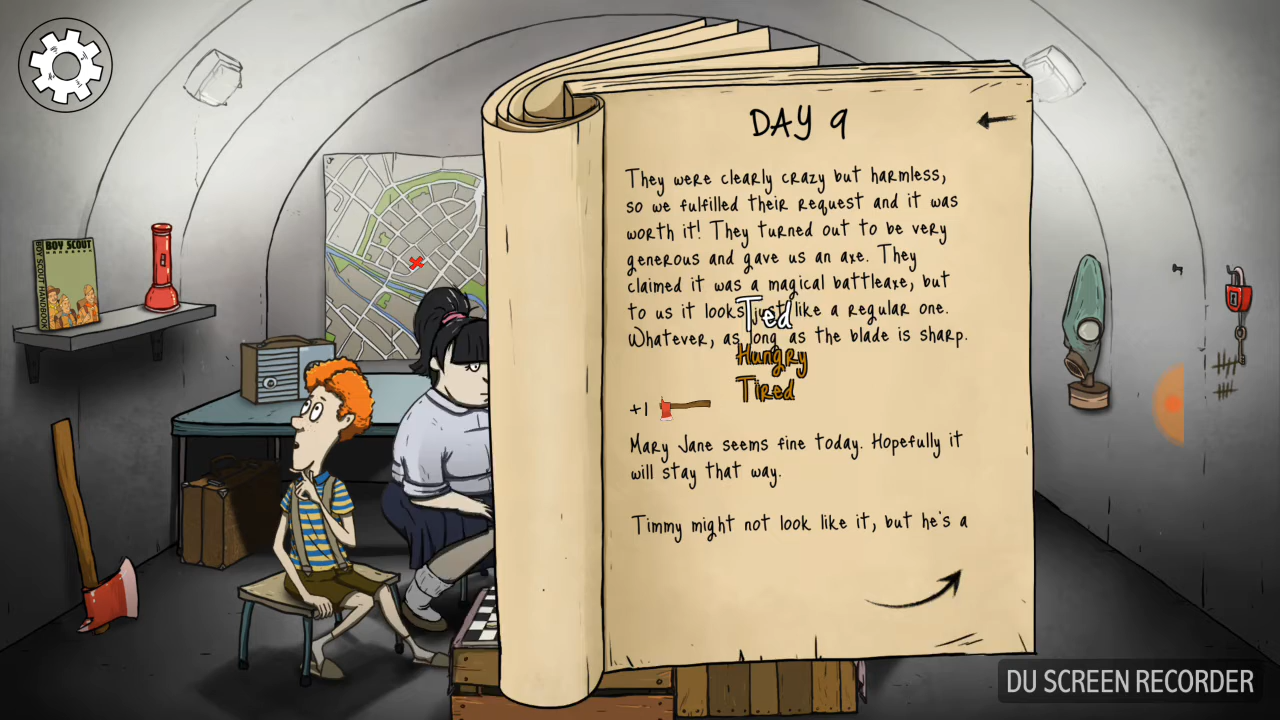 DAY 9
They were clearly crazy but harmless,
so we fulfilled their request and it was
worth it! They turned out to be very
generous and gave us an axe. They
claimed it was a magical battleaxe, but
to us it looks just like a regular one.
Whatever, as long as the blade is sharp.
Ted
Hungry
Tired
+1
Mary Jane seems fine today. Hopefully it
will stay that way.
Timmy might not look like it, but he's a
BOY SCOUT
BOY SCOUT HANDBOOK
DU SCREEN RECORDER